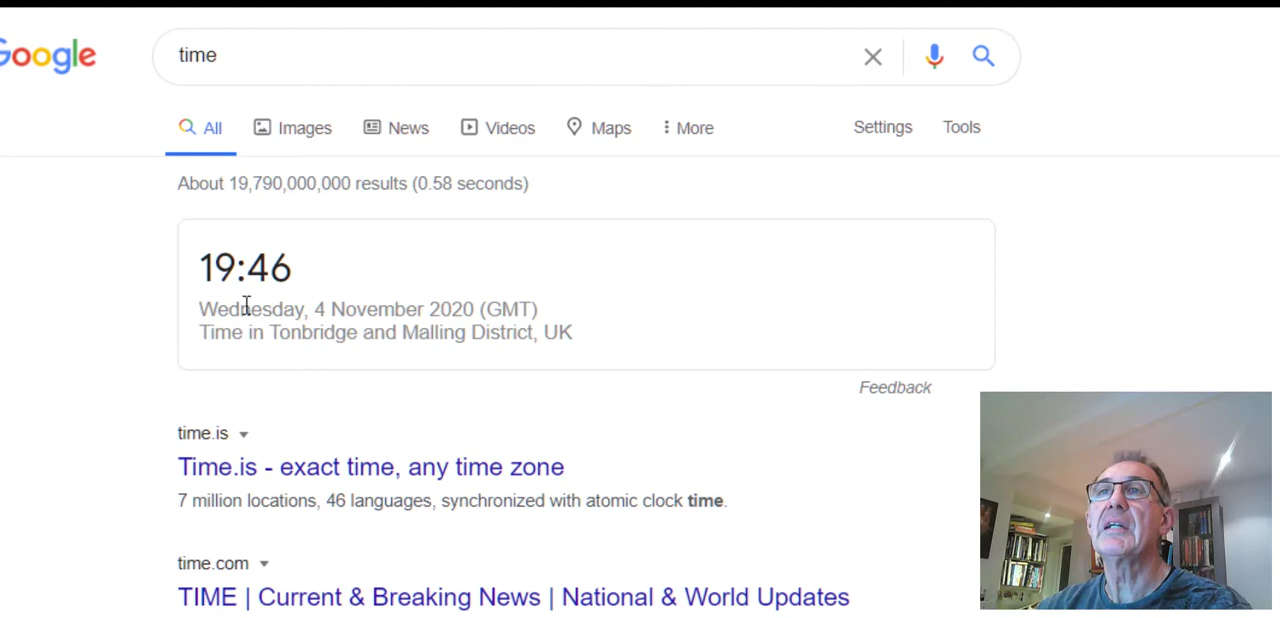 Google
time
All Images News Videos Maps More Settings Tools
About 19,790,000,000 results (0.58 seconds)
19:46
Wednesday, 4 November 2020 (GMT)
Time in Tonbridge and Malling District, UK
Feedback
time.is
Time.is - exact time, any time zone
7 million locations, 46 languages, synchronized with atomic clock time.
time.com
TIME | Current & Breaking News | National & World Updates